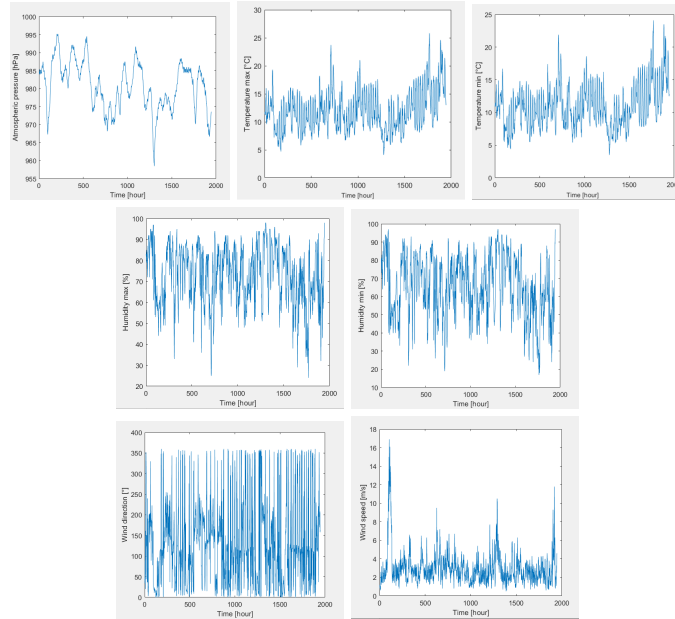 Atmospheric pressure [hPa]
995
990
985
980
975
970
965
960
955
0 500 1000 1500 2000
Time [hour]
Temperature max [°C]
30
25
20
15
10
5
0
0 500 1000 1500 2000
Time [hour]
Temperature min [°C]
25
20
15
10
5
0
0 500 1000 1500 2000
Time [hour]
Humidity max [%]
100
90
80
70
60
50
40
30
20
0 500 1000 1500 2000
Time [hour]
Humidity min [%]
100
90
80
70
60
50
40
30
20
10
0 500 1000 1500 2000
Time [hour]
Wind direction [°]
400
350
300
250
200
150
100
50
0
0 500 1000 1500 2000
Time [hour]
Wind speed [m/s]
18
16
14
12
10
8
6
4
2
0
0 500 1000 1500 2000
Time [hour]